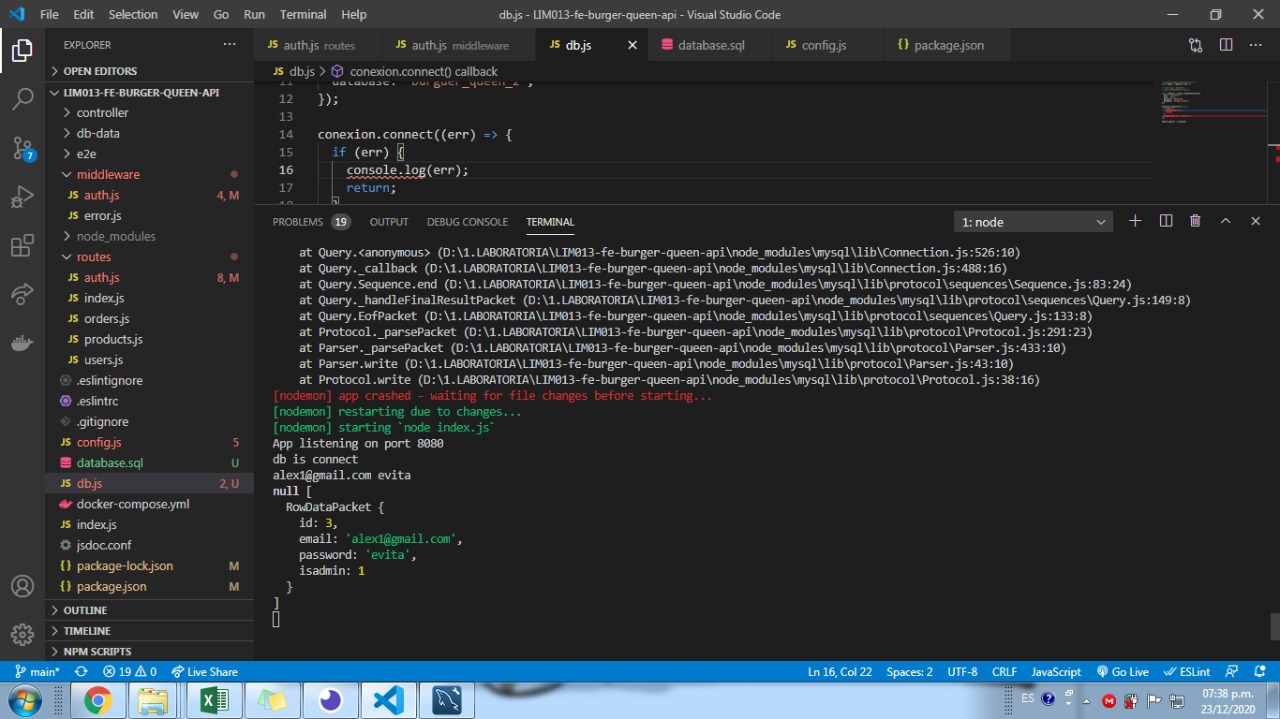 File Edit Selection View Go Run Terminal Help db.js - LIM013-fe-burger-queen-api - Visual Studio Code
EXPLORER
OPEN EDITORS
LIM013-FE-BURGER-QUEEN-API
controller
db-data
e2e
middleware
auth.js 4, M
error.js
node_modules
routes
auth.js 8, M
index.js
orders.js
products.js
users.js
.eslintignore
.eslintrc
.gitignore
config.js 5
database.sql U
db.js 2, U
docker-compose.yml
index.js
jsdoc.conf
package-lock.json M
package.json M
OUTLINE
TIMELINE
NPM SCRIPTS
7
JS auth.js routes JS auth.js middleware JS db.js database.sql JS config.js {} package.json
JS db.js > conexion.connect() callback
11 database: 'burguer_queen_2',
12 });
13
14 conexion.connect((err) => {
15 if (err) {
16 console.log(err);
17 return;
18 }
PROBLEMS 19 OUTPUT DEBUG CONSOLE TERMINAL 1: node
at Query.<anonymous> (D:\1.LABORATORIA\LIM013-fe-burger-queen-api\node_modules\mysql\lib\Connection.js:526:10)
at Query._callback (D:\1.LABORATORIA\LIM013-fe-burger-queen-api\node_modules\mysql\lib\Connection.js:488:16)
at Query.Sequence.end (D:\1.LABORATORIA\LIM013-fe-burger-queen-api\node_modules\mysql\lib\protocol\sequences\Sequence.js:83:24)
at Query._handleFinalResultPacket (D:\1.LABORATORIA\LIM013-fe-burger-queen-api\node_modules\mysql\lib\protocol\sequences\Query.js:149:8)
at Query.EofPacket (D:\1.LABORATORIA\LIM013-fe-burger-queen-api\node_modules\mysql\lib\protocol\sequences\Query.js:133:8)
at Protocol._parsePacket (D:\1.LABORATORIA\LIM013-fe-burger-queen-api\node_modules\mysql\lib\protocol\Protocol.js:291:23)
at Parser._parsePacket (D:\1.LABORATORIA\LIM013-fe-burger-queen-api\node_modules\mysql\lib\protocol\Parser.js:433:10)
at Parser.write (D:\1.LABORATORIA\LIM013-fe-burger-queen-api\node_modules\mysql\lib\protocol\Parser.js:43:10)
at Protocol.write (D:\1.LABORATORIA\LIM013-fe-burger-queen-api\node_modules\mysql\lib\protocol\Protocol.js:38:16)
[nodemon] app crashed - waiting for file changes before starting...
[nodemon] restarting due to changes...
[nodemon] starting `node index.js`
App listening on port 8080
db is connect
alex1@gmail.com evita
null [
RowDataPacket {
id: 3,
email: 'alex1@gmail.com',
password: 'evita',
isadmin: 1
}
]
main* 19 0 Live Share Ln 16, Col 22 Spaces: 2 UTF-8 CRLF JavaScript Go Live ESLint
ES 07:38 p.m.
23/12/2020